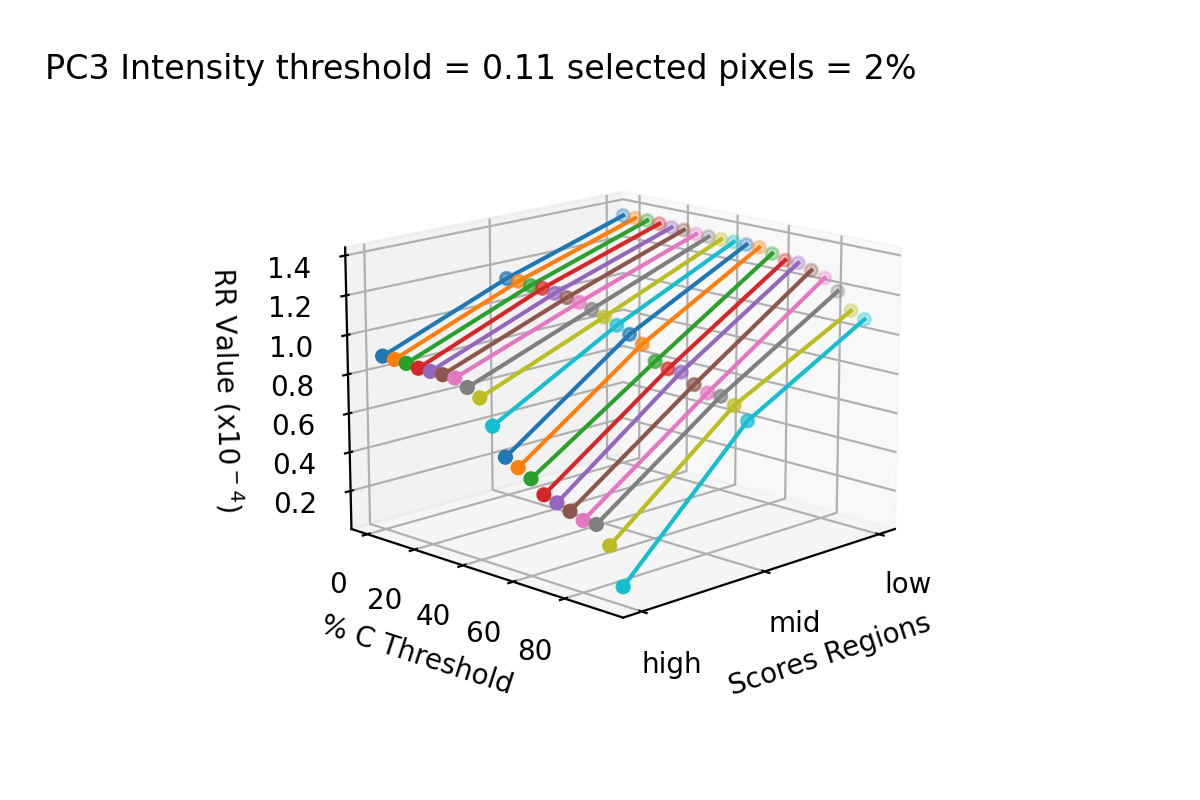 PC3 Intensity threshold = 0.11 selected pixels = 2%
RR Value (x10⁻⁴)
1.4
1.2
1.0
0.8
0.6
0.4
0.2
0
20
40
60
80
% C Threshold
high
mid
low
Scores Regions